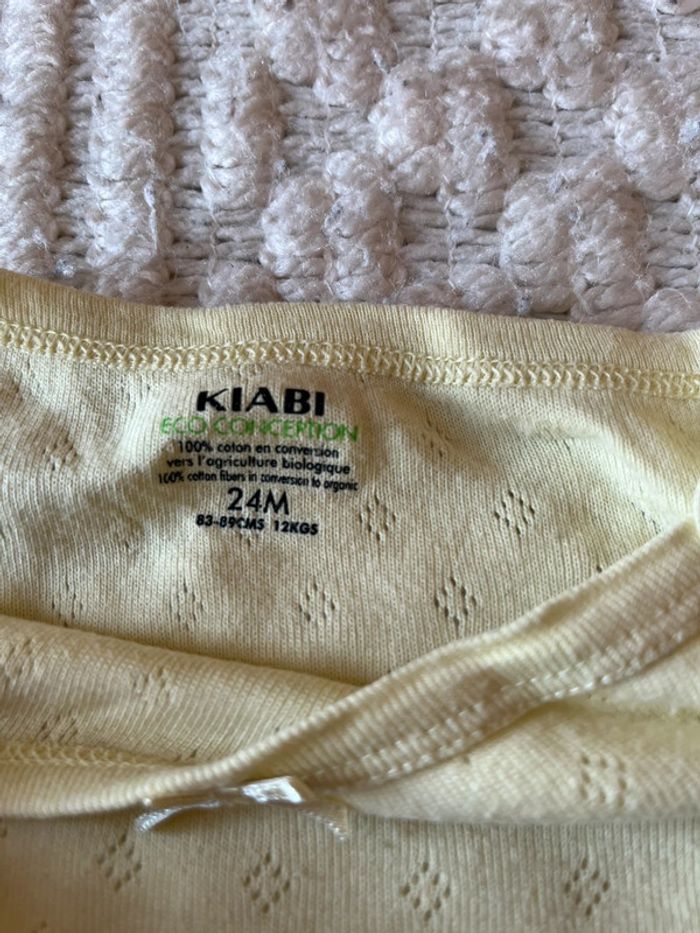 KIABI
ECO CONCEPTION
100% coton en conversion
vers l'agriculture biologique
100% cotton fibers in conversion to organic
24M
83-89CMS 12KGS